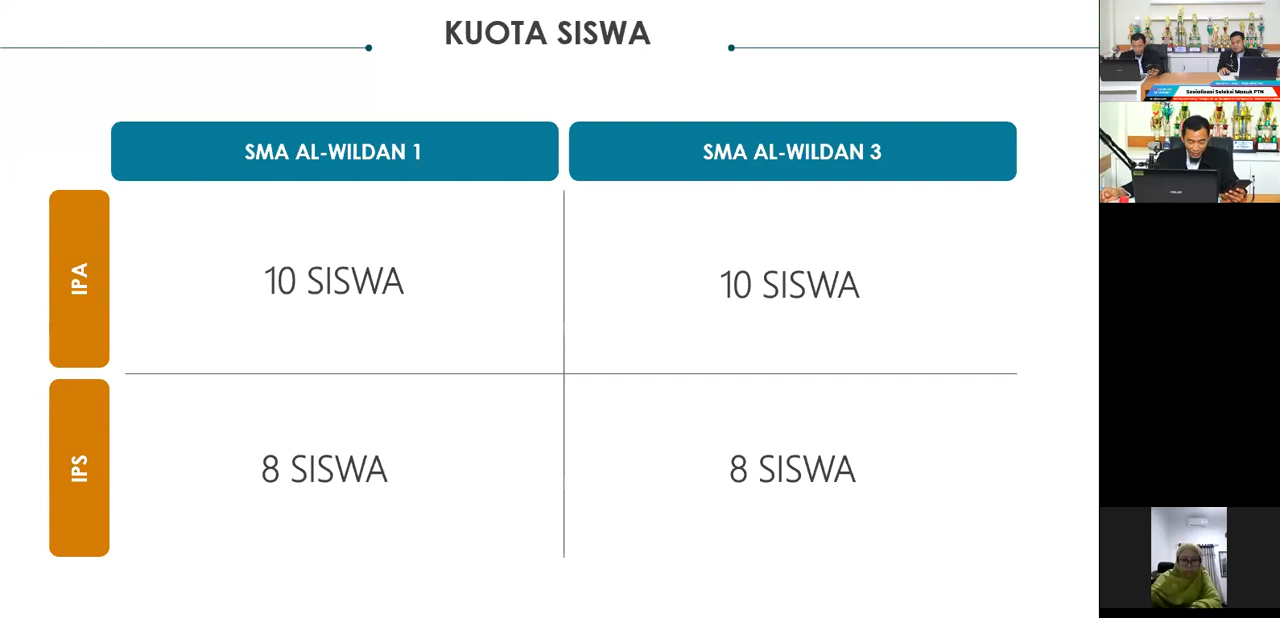 KUOTA SISWA
SMA AL-WILDAN 1
SMA AL-WILDAN 3
IPA
10 SISWA
10 SISWA
IPS
8 SISWA
8 SISWA
Sosialisasi Seleksi Masuk PTN